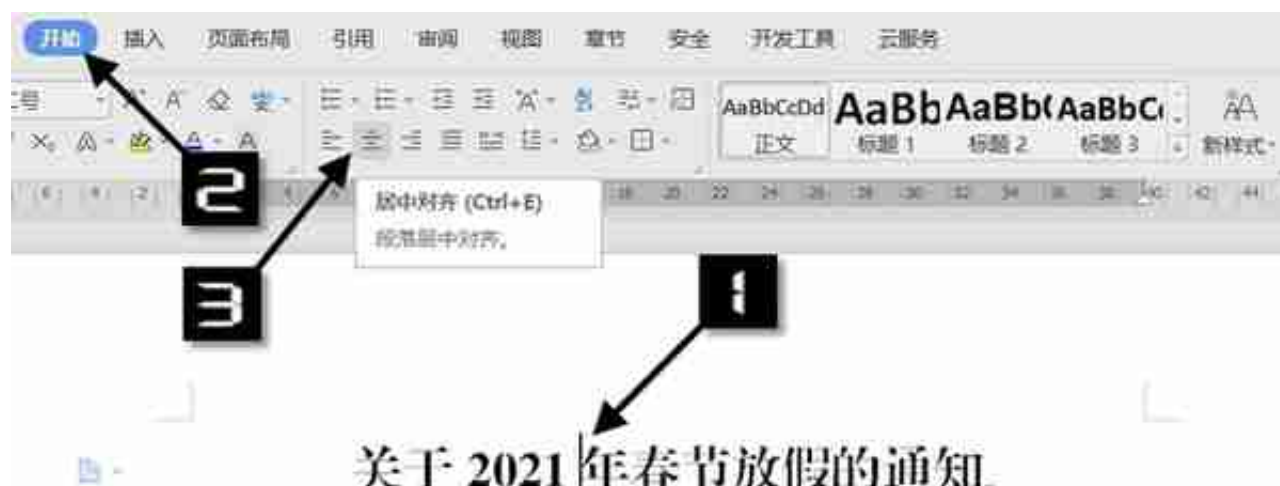 开始 插入 页面布局 引用 审阅 视图 章节 安全 开发工具 云服务
号
AaBbCcDd AaBb AaBb( AaBbC
正文 标题 1 标题 2 标题 3 新样式
2
居中对齐 (Ctrl+E)
段落居中对齐。
3
1
关于 2021 年春节放假的通知